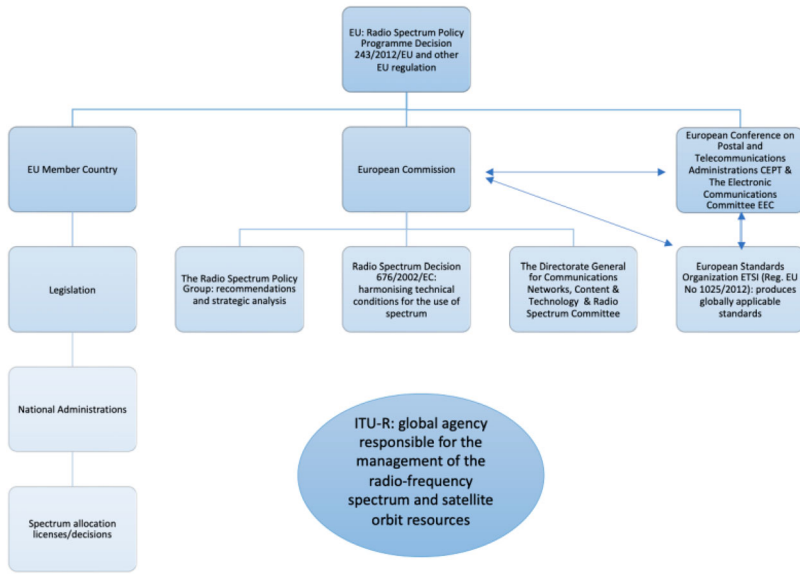 EU: Radio Spectrum Policy
Programme Decision
243/2012/EU and other
EU regulation
EU Member Country
European Commission
European Conference on
Postal and
Telecommunications
Administrations CEPT &
The Electronic
Communications
Committee EEC
Legislation
The Radio Spectrum Policy
Group: recommendations
and strategic analysis
Radio Spectrum Decision
676/2002/EC:
harmonising technical
conditions for the use of
spectrum
The Directorate General
for Communications
Networks, Content &
Technology & Radio
Spectrum Committee
European Standards
Organization ETSI (Reg. EU
No 1025/2012): produces
globally applicable
standards
National Administrations
Spectrum allocation
licenses/decisions
ITU-R: global agency
responsible for the
management of the
radio-frequency
spectrum and satellite
orbit resources